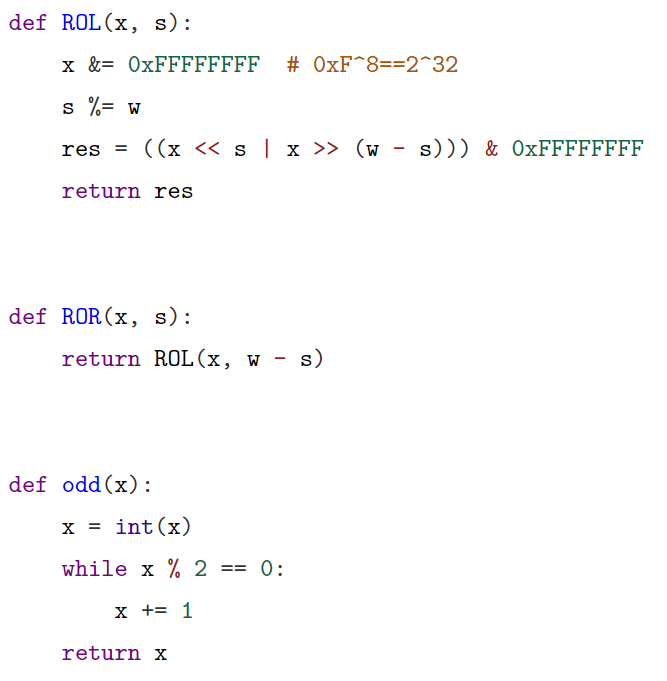 def ROL(x, s):
    x &= 0xFFFFFFFF  # 0xF^8==2^32
    s %= w
    res = ((x << s | x >> (w - s))) & 0xFFFFFFFF
    return res
def ROR(x, s):
    return ROL(x, w - s)
def odd(x):
    x = int(x)
    while x % 2 == 0:
        x += 1
    return x